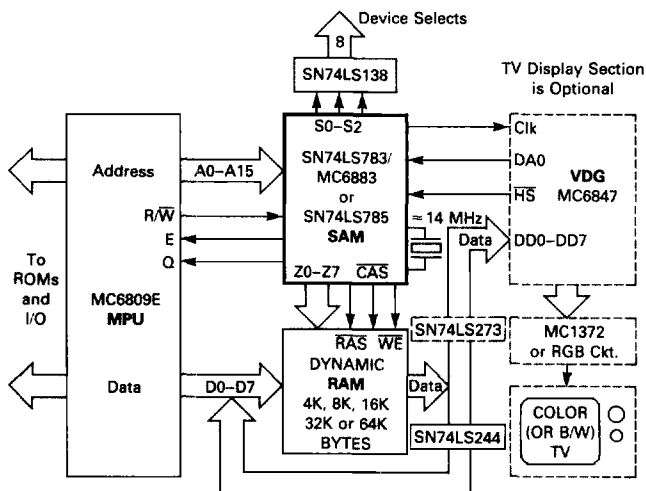 Device Selects
8
SN74LS138
TV Display Section
is Optional
S0–S2
SN74LS783/
MC6883
or
SN74LS785
SAM
Z0–Z7
CAS
Address
A0–A15
R/W
E
Q
To
ROMs
and
I/O
MC6809E
MPU
Data
D0–D7
≈ 14 MHz
Clk
DA0
HS
VDG
MC6847
Data
DD0–DD7
RAS
WE
DYNAMIC
RAM
4K, 8K, 16K
32K or 64K
BYTES
Data
SN74LS273
SN74LS244
MC1372
or RGB Ckt.
COLOR
(OR B/W)
TV